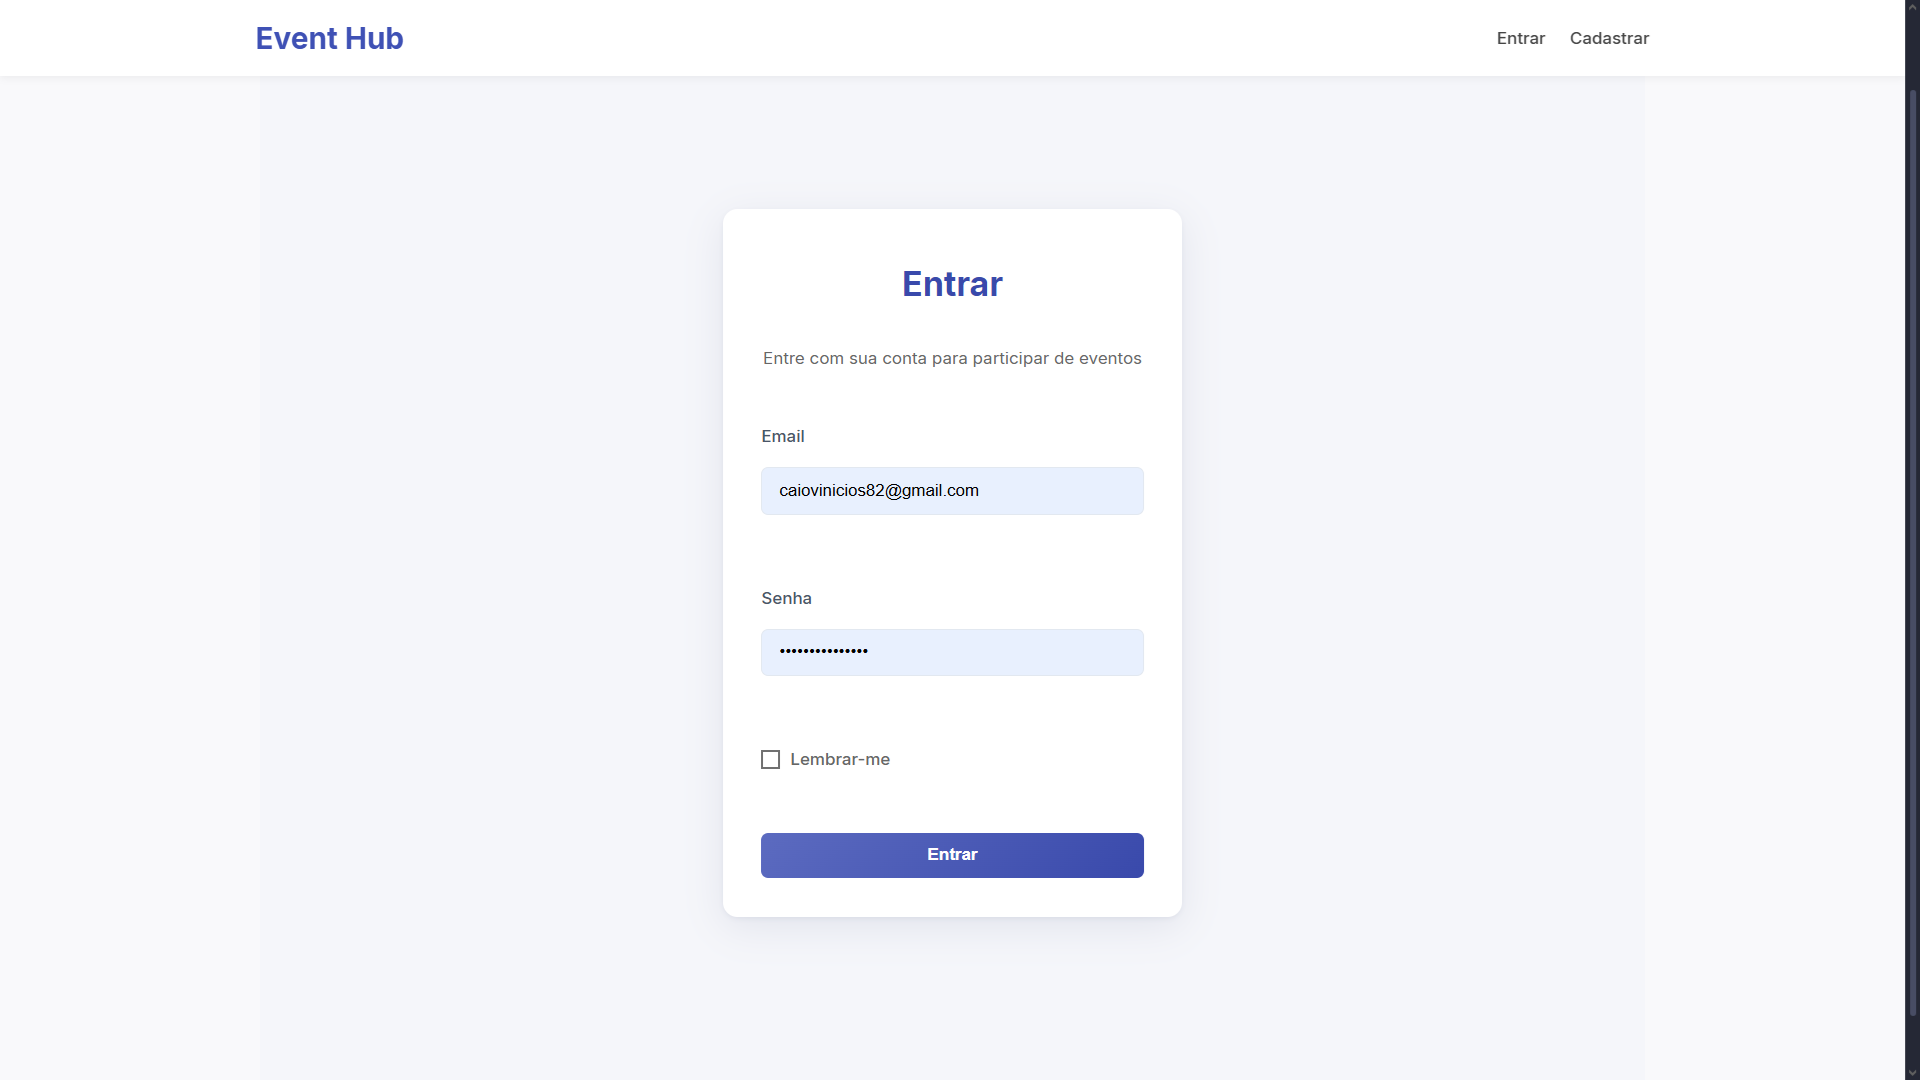 Event Hub
Entrar
Cadastrar
Entrar
Entre com sua conta para participar de eventos
Email
caiovinicios82@gmail.com
Senha
•••••••••••••••
Lembrar-me
Entrar